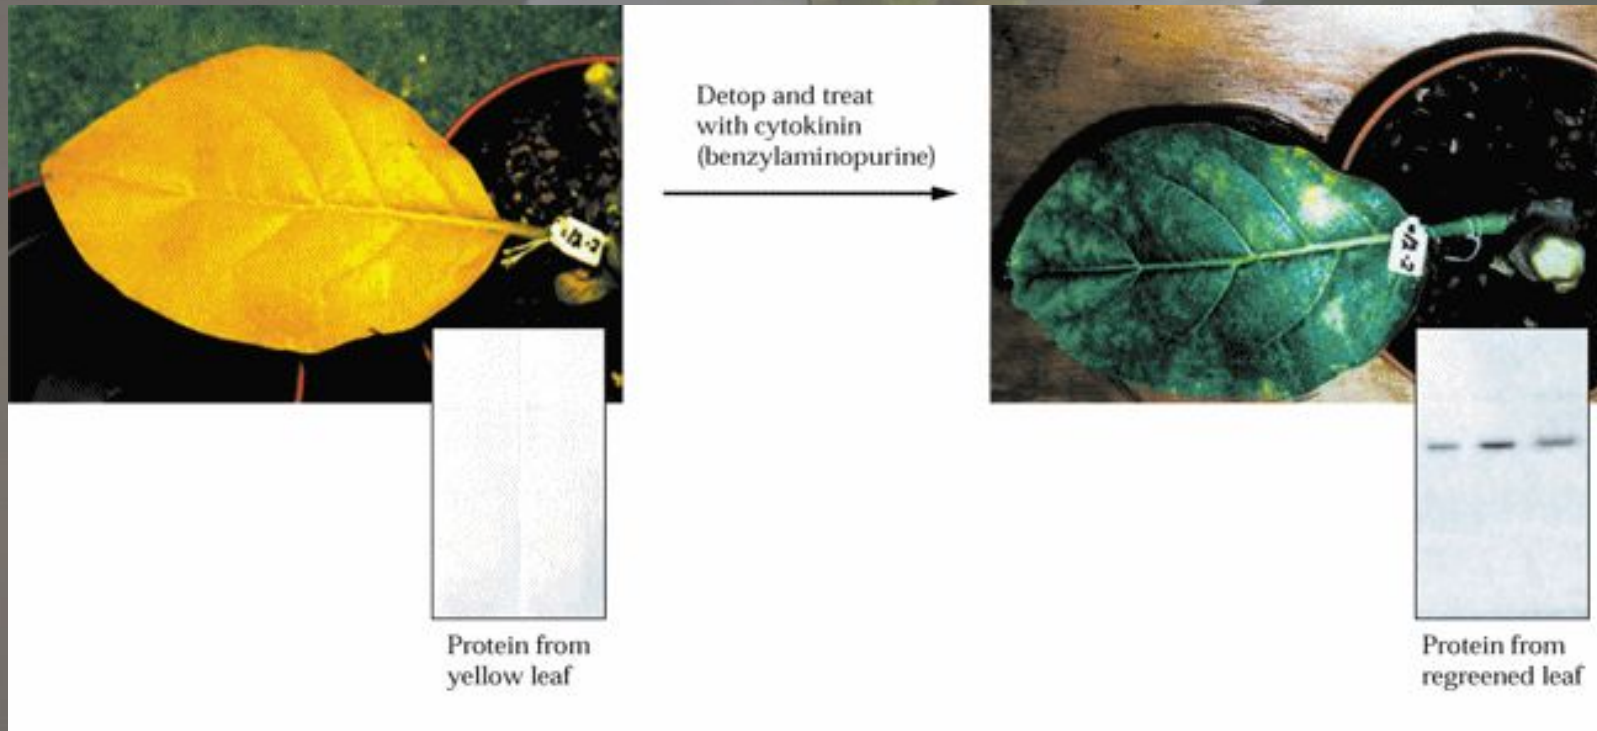 Detop and treat
with cytokinin
(benzylaminopurine)
Protein from
yellow leaf
Protein from
regreened leaf